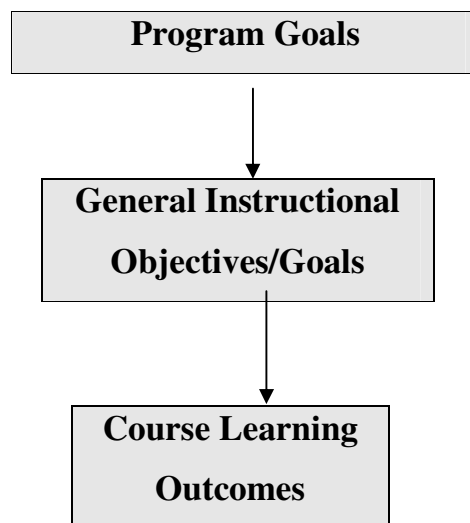 Program Goals
General Instructional
Objectives/Goals
Course Learning
Outcomes